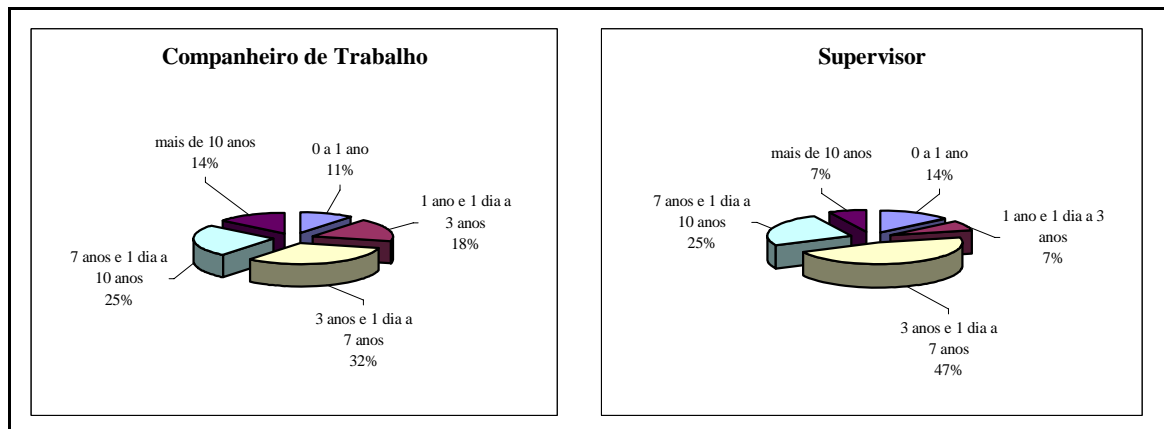 Companheiro de Trabalho
mais de 10 anos
14%
0 a 1 ano
11%
1 ano e 1 dia a
3 anos
18%
7 anos e 1 dia a
10 anos
25%
3 anos e 1 dia a
7 anos
32%
Supervisor
mais de 10 anos
7%
0 a 1 ano
14%
1 ano e 1 dia a 3
anos
7%
7 anos e 1 dia a
10 anos
25%
3 anos e 1 dia a
7 anos
47%